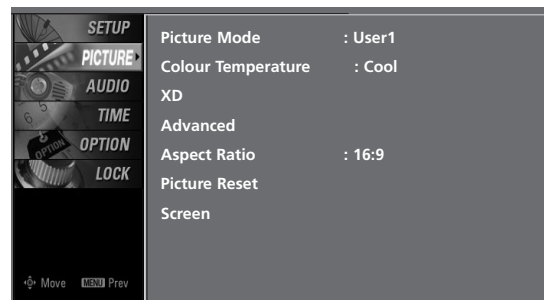 SETUP
PICTURE
AUDIO
TIME
OPTION
LOCK
Move MENU Prev
Picture Mode : User1
Colour Temperature : Cool
XD
Advanced
Aspect Ratio : 16:9
Picture Reset
Screen